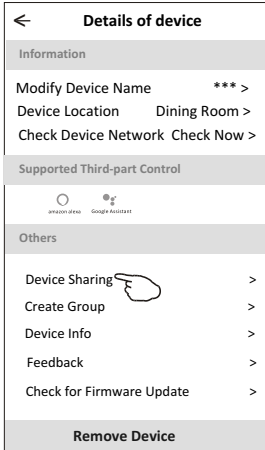 Details of device
Information
Modify Device Name *** >
Device Location Dining Room >
Check Device Network Check Now >
Supported Third-part Control
amazon alexa Google Assistant
Others
Device Sharing >
Create Group >
Device Info >
Feedback >
Check for Firmware Update >
Remove Device